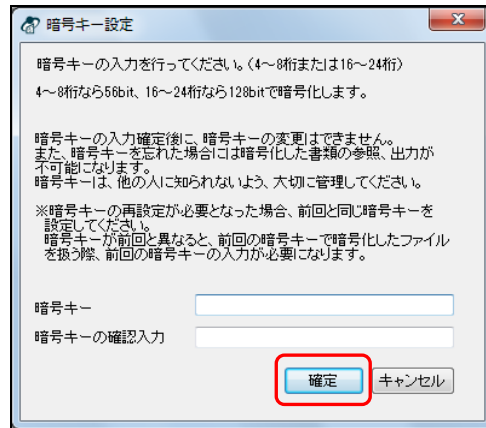 暗号キー設定
暗号キーの入力を行ってください。(4～8桁または16～24桁)
4～8桁なら56bit、16～24桁なら128bitで暗号化します。
暗号キーの入力確定後に、暗号キーの変更はできません。
また、暗号キーを忘れた場合には暗号化した書類の参照、出力が
不可能になります。
暗号キーは、他の人に知られないよう、大切に管理してください。
※暗号キーの再設定が必要となった場合、前回と同じ暗号キーを
設定してください。
暗号キーが前回と異なると、前回の暗号キーで暗号化したファイル
を扱う際、前回の暗号キーの入力が必要になります。
暗号キー
暗号キーの確認入力
確定 キャンセル